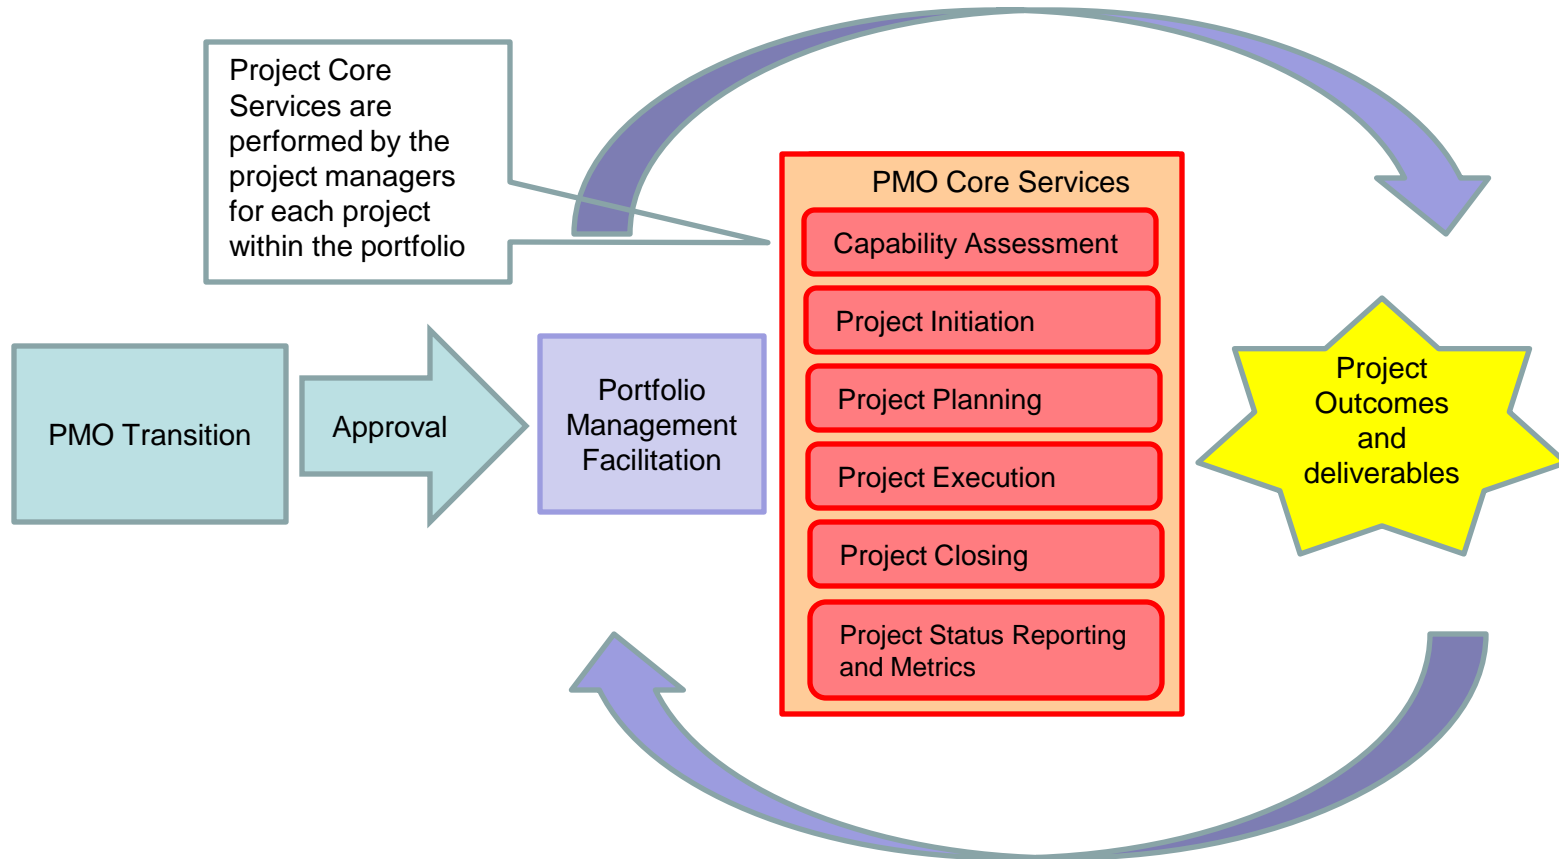 Project Core
Services are
performed by the
project managers
for each project
within the portfolio
PMO Transition
Approval
Portfolio
Management
Facilitation
PMO Core Services
Capability Assessment
Project Initiation
Project Planning
Project Execution
Project Closing
Project Status Reporting
and Metrics
Project
Outcomes
and
deliverables